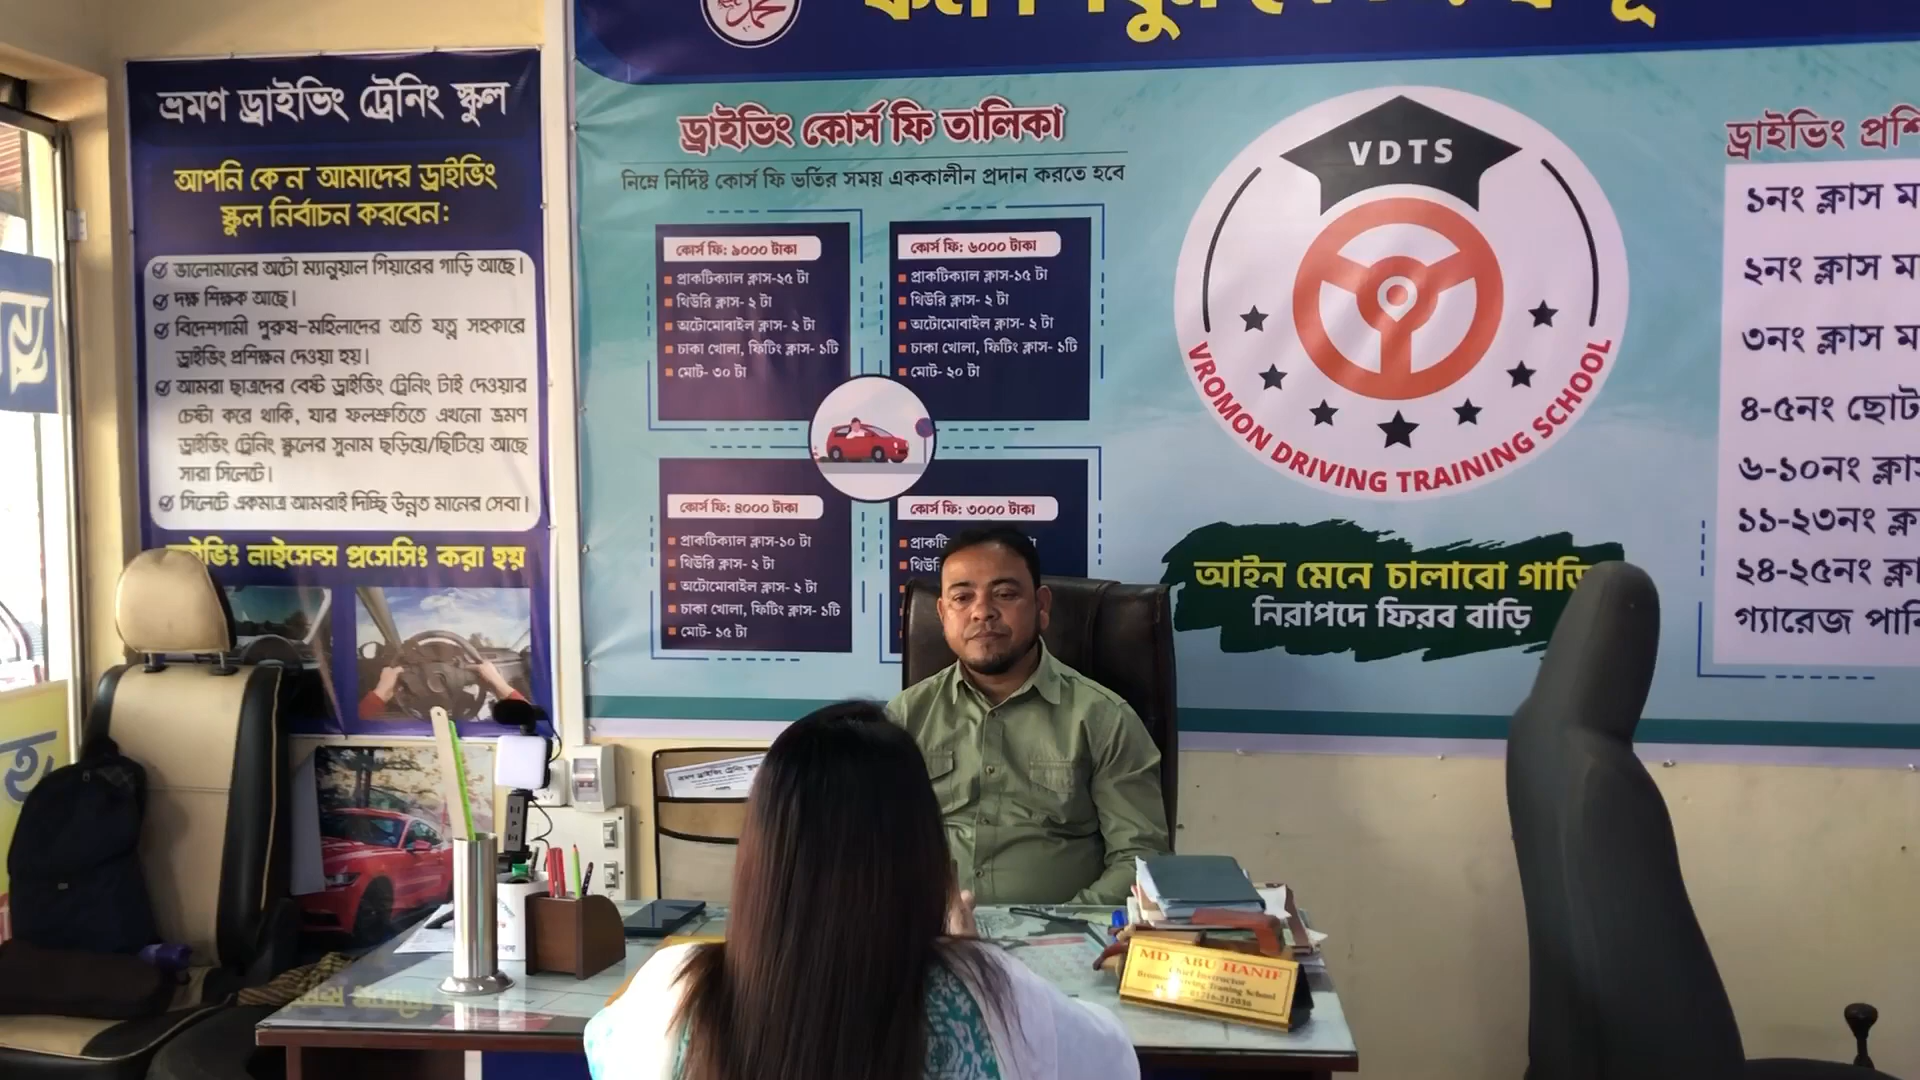 ভ্রমণ ড্রাইভিং ট্রেনিং স্কুল
আপনি কেন আমাদের ড্রাইভিং
স্কুল নির্বাচন করবেন:
ভালোমানের অটো ম্যানুয়াল গিয়ারের গাড়ি আছে।
দক্ষ শিক্ষক আছে।
বিদেশগামী পুরুষ-মহিলাদের অতি যত্ন সহকারে
ড্রাইভিং প্রশিক্ষন দেওয়া হয়।
আমরা ছাত্রদের বেষ্ট ড্রাইভিং ট্রেনিং টাই দেওয়ার
চেষ্টা করে থাকি, যার ফলশ্রুতিতে এখনো ভ্রমণ
ড্রাইভিং ট্রেনিং স্কুলের সুনাম ছড়িয়ে/ছিটিয়ে আছে
সারা সিলেটে।
সিলেটে একমাত্র আমরাই দিচ্ছি উন্নত মানের সেবা।
লাইসেন্স প্রসেসিং করা হয়
ড্রাইভিং কোর্স ফি তালিকা
নিম্নে নির্দিষ্ট কোর্স ফি ভর্তির সময় এককালীন প্রদান করতে হবে
কোর্স ফি: ৯০০০ টাকা
প্রাকটিক্যাল ক্লাস-২৫ টা
থিউরি ক্লাস- ২ টা
অটোমোবাইল ক্লাস- ২ টা
চাকা খোলা, ফিটিং ক্লাস- ১টি
মোট- ৩০ টা
কোর্স ফি: ৬০০০ টাকা
প্রাকটিক্যাল ক্লাস-১৫ টা
থিউরি ক্লাস- ২ টা
অটোমোবাইল ক্লাস- ২ টা
চাকা খোলা, ফিটিং ক্লাস- ১টি
মোট- ২০ টা
কোর্স ফি: ৪০০০ টাকা
প্রাকটিক্যাল ক্লাস-১০ টা
থিউরি ক্লাস- ২ টা
অটোমোবাইল ক্লাস- ২ টা
চাকা খোলা, ফিটিং ক্লাস- ১টি
মোট- ১৫ টা
কোর্স ফি: ৩০০০ টাকা
VDTS
VROMON DRIVING TRAINING SCHOOL
আইন মেনে চালাবো গাড়ি
নিরাপদে ফিরব বাড়ি
ড্রাইভিং
১নং ক্লাস
২নং ক্লাস
৩নং ক্লাস
৪-৫নং ছোট
৬-১০নং
১১-২৩নং
২৪-২৫নং
গ্যারেজ
MD. ABU HANIF
Chief Instructor